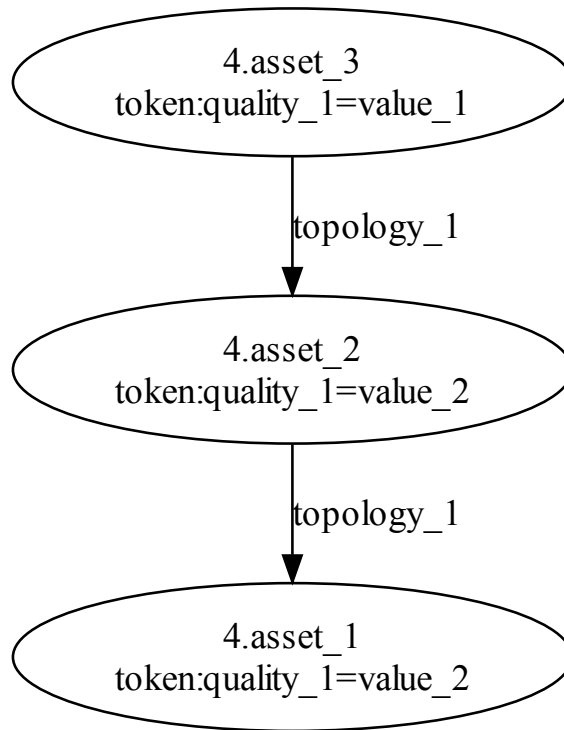 4.asset_3
token:quality_1=value_1
topology_1
4.asset_2
token:quality_1=value_2
topology_1
4.asset_1
token:quality_1=value_2